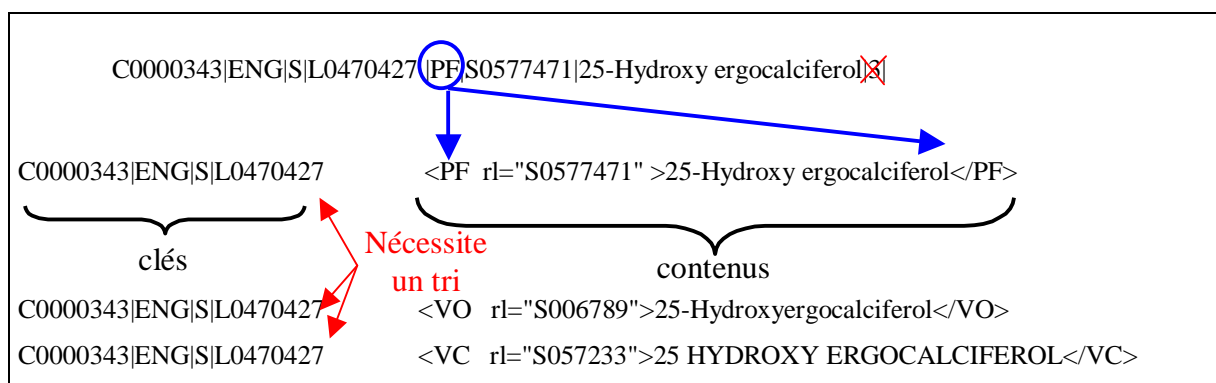 C0000343|ENG|S|L0470427 |PF|S0577471|25-Hydroxy ergocalciferol|3|
C0000343|ENG|S|L0470427 <PF rl="S0577471" >25-Hydroxy ergocalciferol</PF>
clés
Nécessite
un tri
contenus
C0000343|ENG|S|L0470427 <VO rl="S006789">25-Hydroxyergocalciferol</VO>
C0000343|ENG|S|L0470427 <VC rl="S057233">25 HYDROXY ERGOCALCIFEROL</VC>